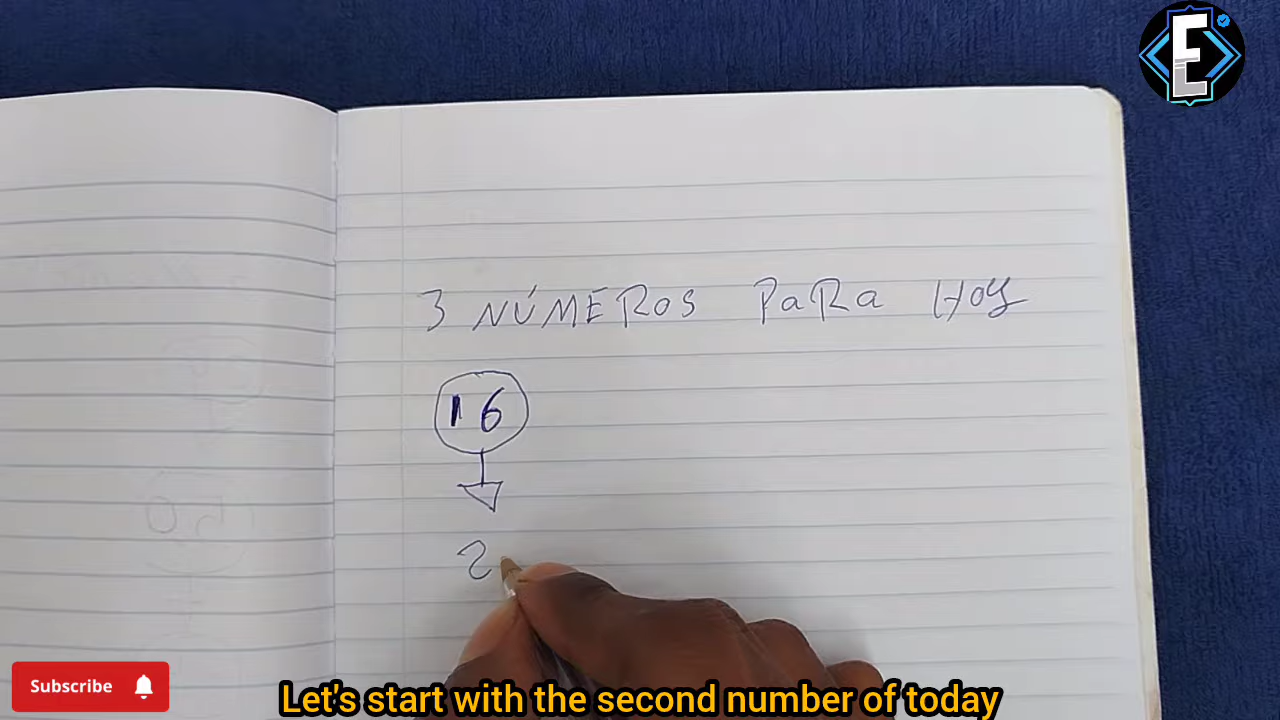 3 NÚMEROS PaRa HOY
16
2
Subscribe
Let's start with the second number of today